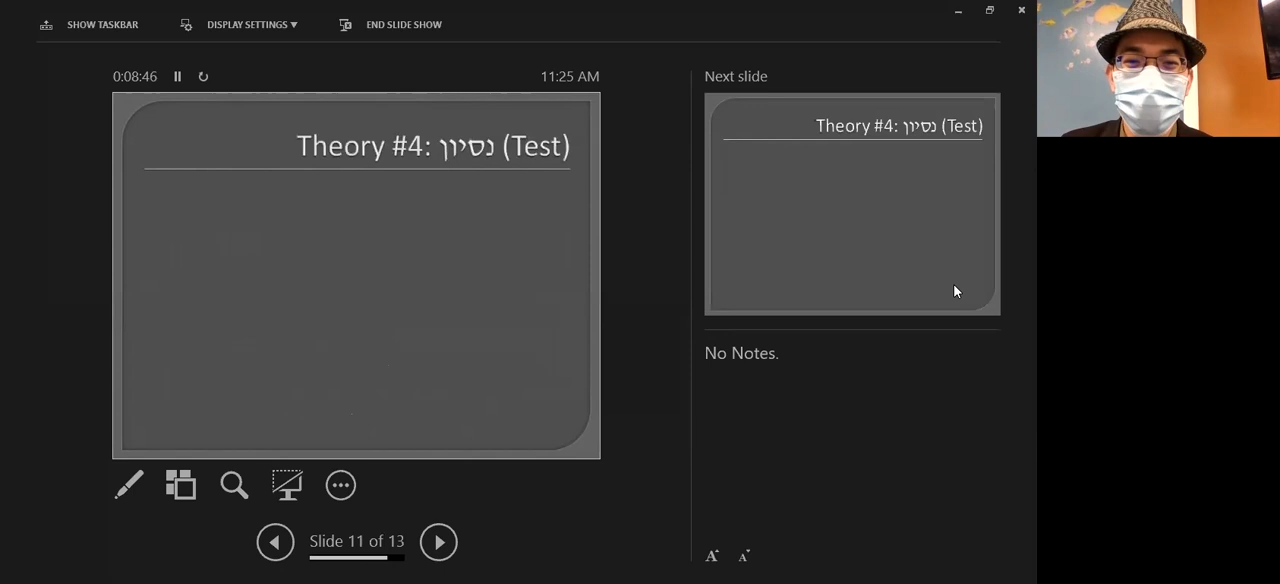 SHOW TASKBAR
DISPLAY SETTINGS ▼
END SLIDE SHOW
0:08:46
11:25 AM
Theory #4: נסיון (Test)
Next slide
Theory #4: נסיון (Test)
No Notes.
Slide 11 of 13
A A